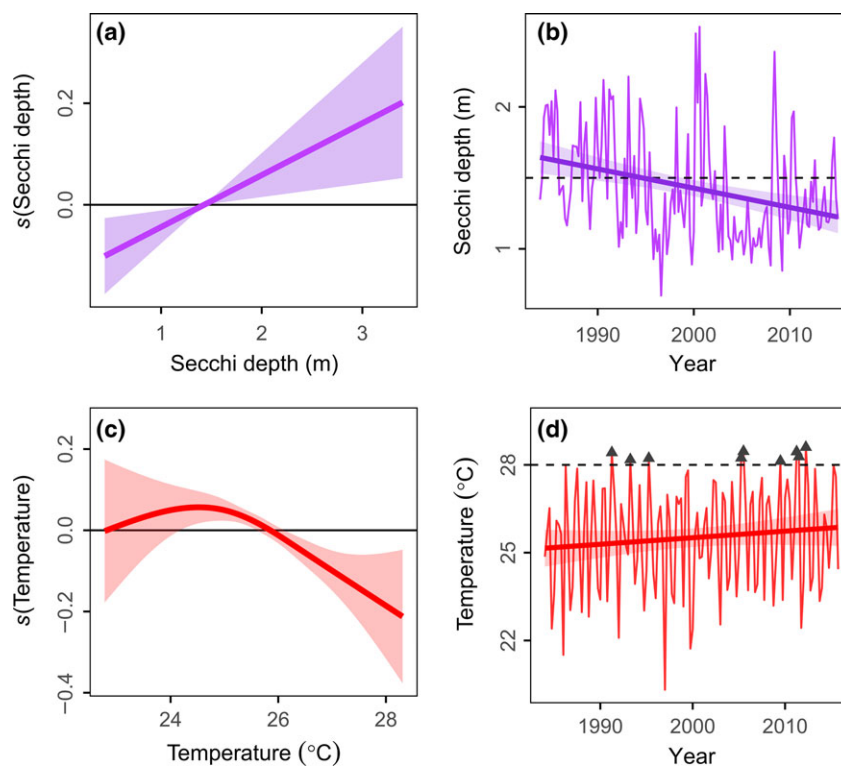 (a)
s(Secchi depth)
0.2
0.0
1 2 3
Secchi depth (m)
(b)
Secchi depth (m)
2
1
1990 2000 2010
Year
(c)
s(Temperature)
0.2
0.0
−0.2
−0.4
24 26 28
Temperature (°C)
(d)
Temperature (°C)
28
25
22
1990 2000 2010
Year